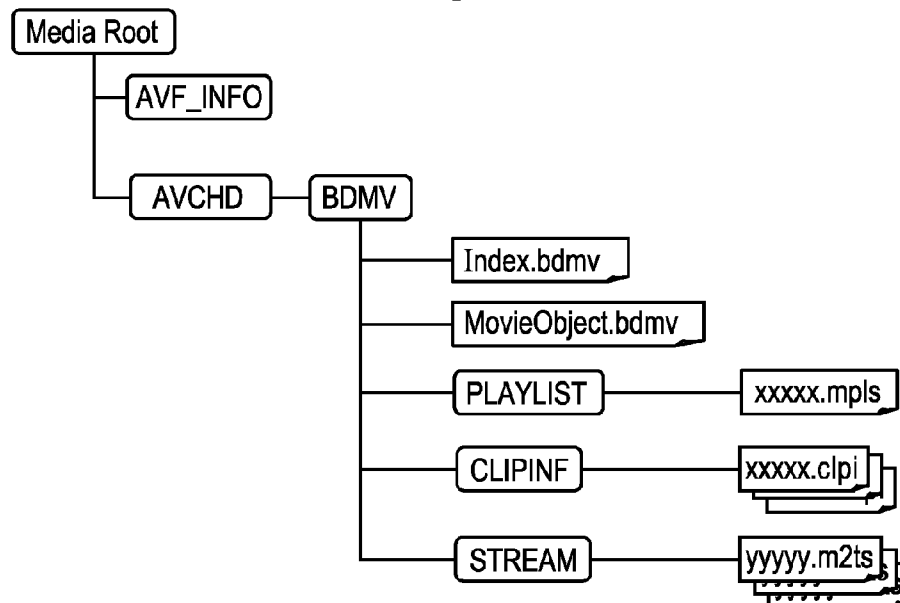 Media Root
AVF_INFO
AVCHD
BDMV
Index.bdmv
MovieObject.bdmv
PLAYLIST
xxxxx.mpls
CLIPINF
xxxxx.clpi
STREAM
yyyyy.m2ts